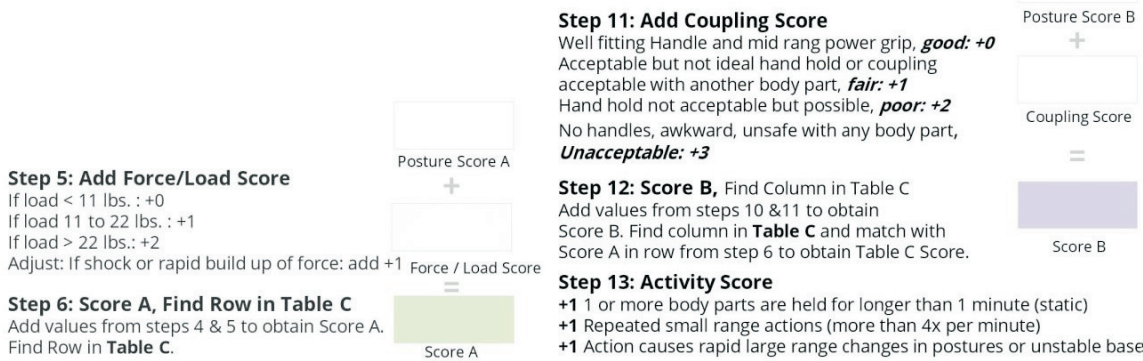 Posture Score A
+
Step 5: Add Force/Load Score
If load < 11 lbs. : +0
If load 11 to 22 lbs. : +1
If load > 22 lbs.: +2
Adjust: If shock or rapid build up of force: add +1
Force / Load Score
=
Step 6: Score A, Find Row in Table C
Add values from steps 4 & 5 to obtain Score A.
Find Row in Table C.
Score A
Step 11: Add Coupling Score
Well fitting Handle and mid rang power grip, good: +0
Acceptable but not ideal hand hold or coupling
acceptable with another body part, fair: +1
Hand hold not acceptable but possible, poor: +2
No handles, awkward, unsafe with any body part,
Unacceptable: +3
Posture Score B
+
Coupling Score
=
Step 12: Score B, Find Column in Table C
Add values from steps 10 &11 to obtain
Score B. Find column in Table C and match with
Score A in row from step 6 to obtain Table C Score.
Score B
Step 13: Activity Score
+1 1 or more body parts are held for longer than 1 minute (static)
+1 Repeated small range actions (more than 4x per minute)
+1 Action causes rapid large range changes in postures or unstable base